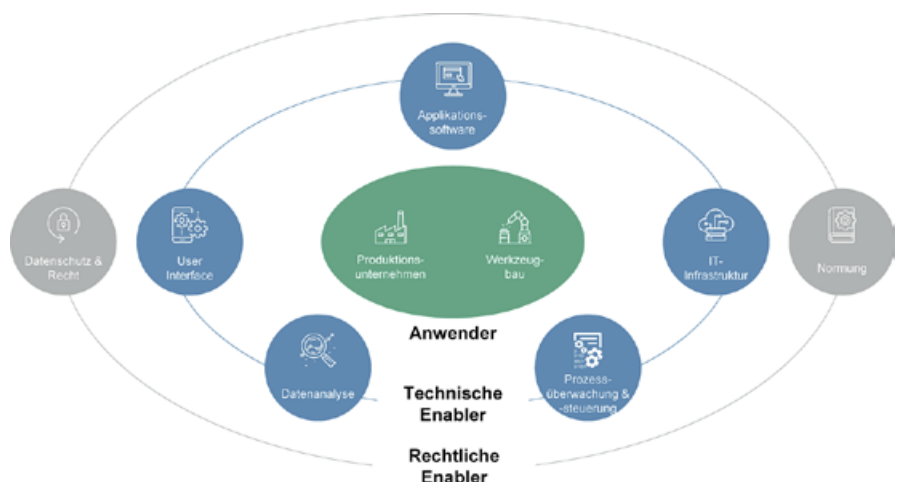 Applikations-
software
Datenschutz &
Recht
User
Interface
Produktions-
unternehmen
Werkzeug-
bau
IT-
Infrastruktur
Normung
Anwender
Datenanalyse
Prozess-
überwachung &
-steuerung
Technische
Enabler
Rechtliche
Enabler